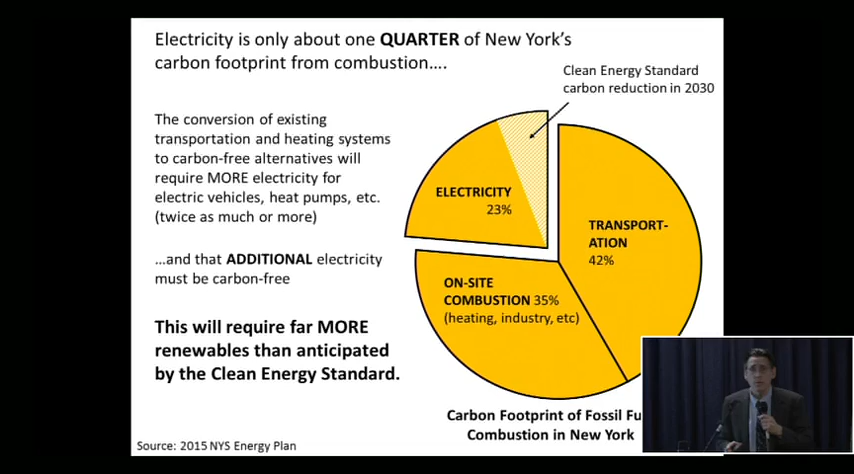 Electricity is only about one QUARTER of New York's
carbon footprint from combustion....
Clean Energy Standard
carbon reduction in 2030
The conversion of existing
transportation and heating systems
to carbon-free alternatives will
require MORE electricity for
electric vehicles, heat pumps, etc.
(twice as much or more)
...and that ADDITIONAL electricity
must be carbon-free
This will require far MORE
renewables than anticipated
by the Clean Energy Standard.
ELECTRICITY
23%
TRANSPORT-
ATION
42%
ON-SITE
COMBUSTION 35%
(heating, industry, etc)
Carbon Footprint of Fossil Fu
Combustion in New York
Source: 2015 NYS Energy Plan